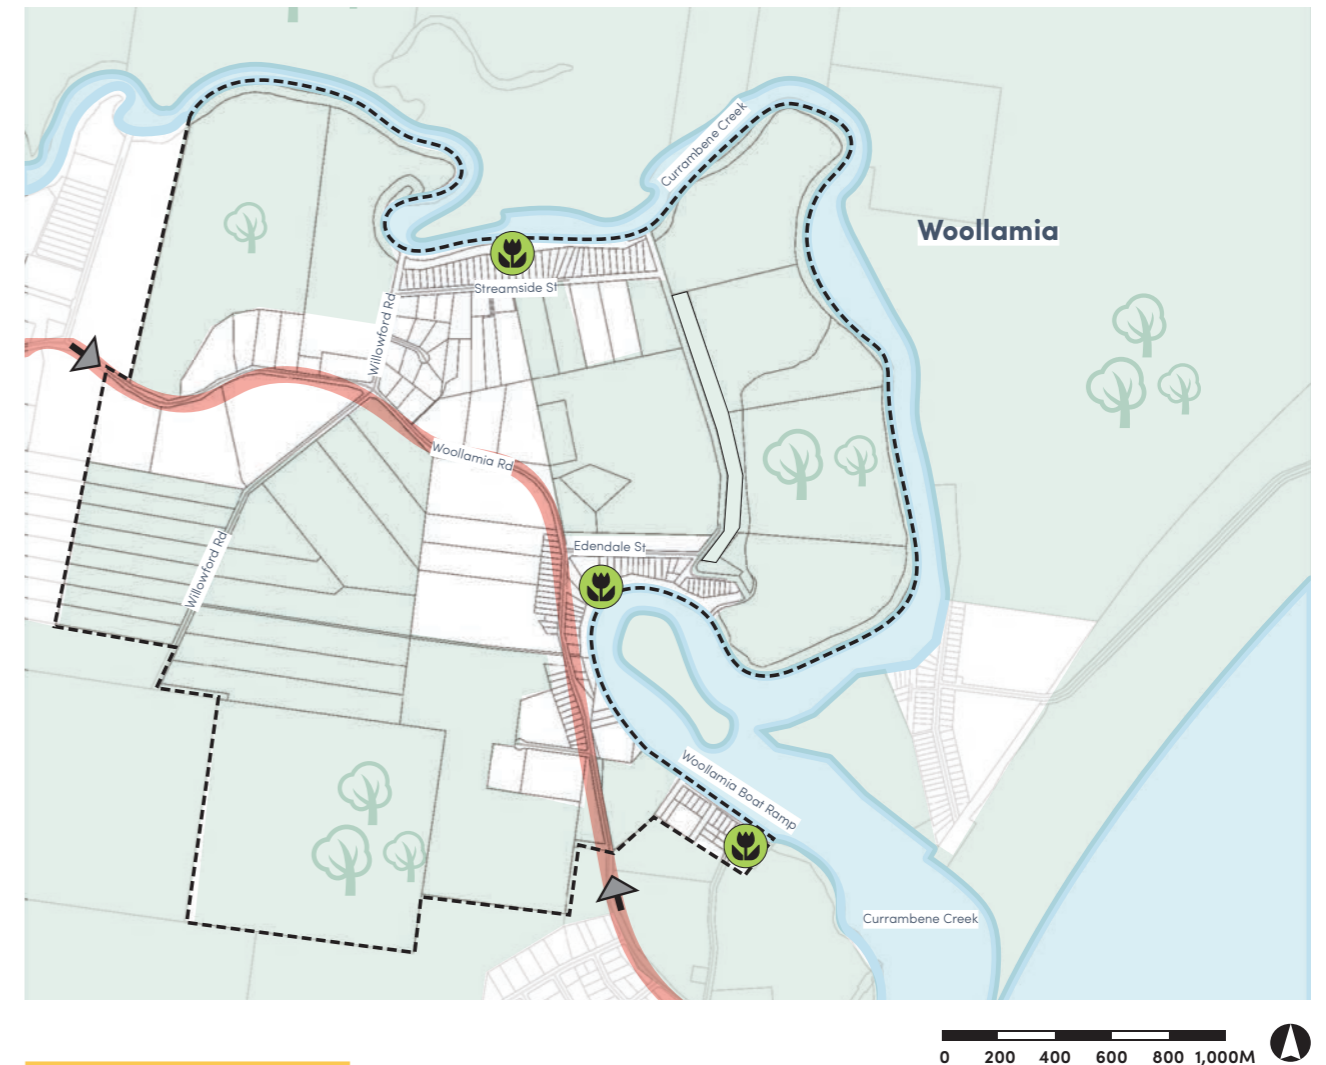 Currambene Creek
Woollamia
Streamside St
Willowford Rd
Woollamia Rd
Willowford Rd
Edendale St
Woollamia Boat Ramp
Currambene Creek
0 200 400 600 800 1,000M